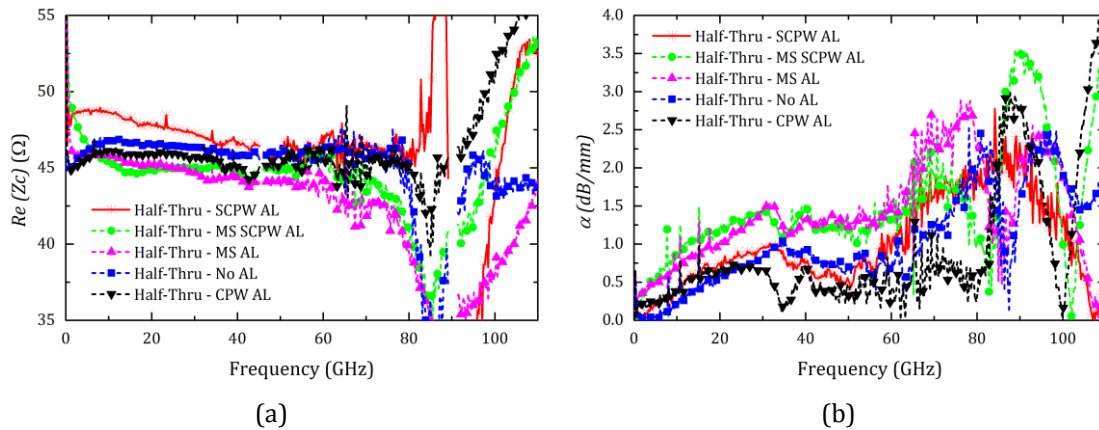 55
50
45
40
35
Re (Zc) (Ω)
Half-Thru - SCPW AL
Half-Thru - MS SCPW AL
Half-Thru - MS AL
Half-Thru - No AL
Half-Thru - CPW AL
0 20 40 60 80 100
Frequency (GHz)
(a)
4.0
3.5
3.0
2.5
2.0
1.5
1.0
0.5
0.0
α (dB/mm)
Half-Thru - SCPW AL
Half-Thru - MS SCPW AL
Half-Thru - MS AL
Half-Thru - No AL
Half-Thru - CPW AL
0 20 40 60 80 100
Frequency (GHz)
(b)